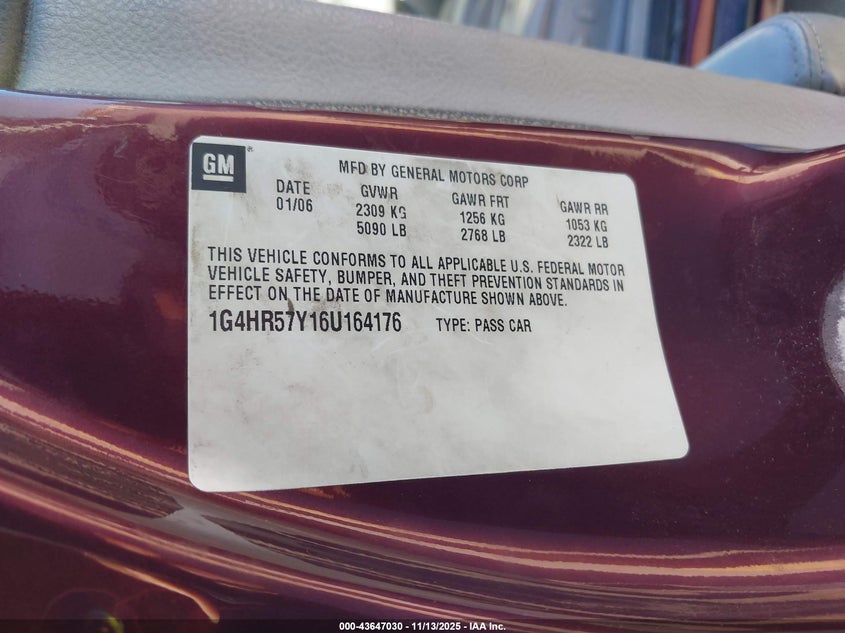 GM®
MFD BY GENERAL MOTORS CORP
DATE GVWR GAWR FRT GAWR RR
01/06 2309 KG 1256 KG 1053 KG
5090 LB 2768 LB 2322 LB
THIS VEHICLE CONFORMS TO ALL APPLICABLE U.S. FEDERAL MOTOR
VEHICLE SAFETY, BUMPER, AND THEFT PREVENTION STANDARDS IN
EFFECT ON THE DATE OF MANUFACTURE SHOWN ABOVE.
1G4HR57Y16U164176 TYPE: PASS CAR
000-43647030 - 11/13/2025 - IAA Inc.